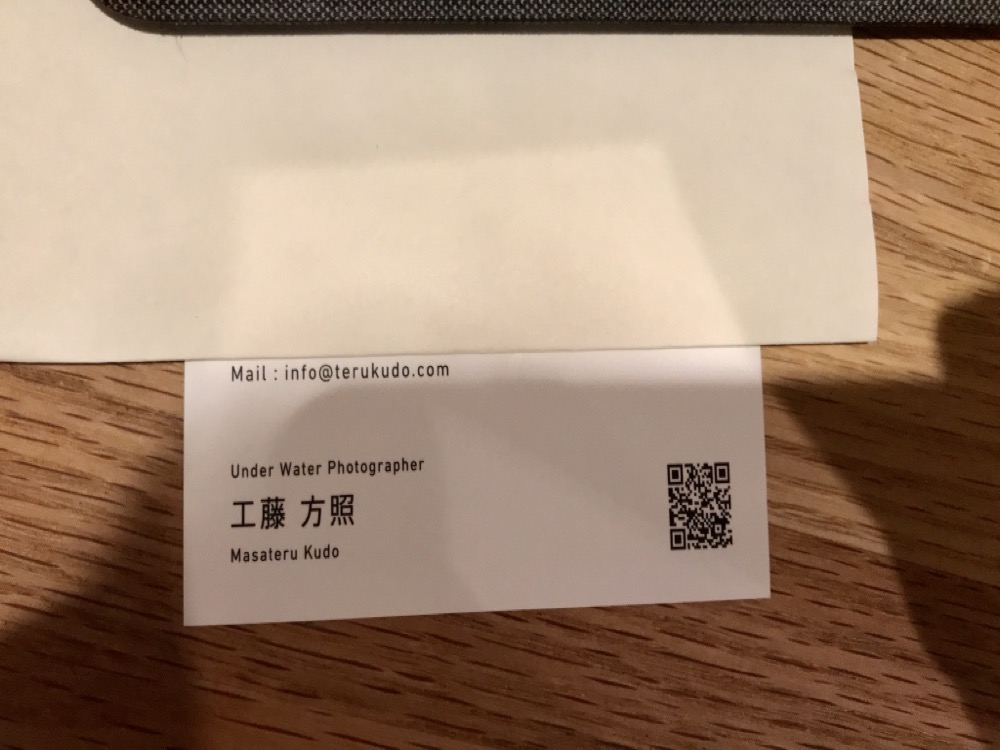 Mail : info@terukudo.com
Under Water Photographer
工藤 方照
Masateru Kudo